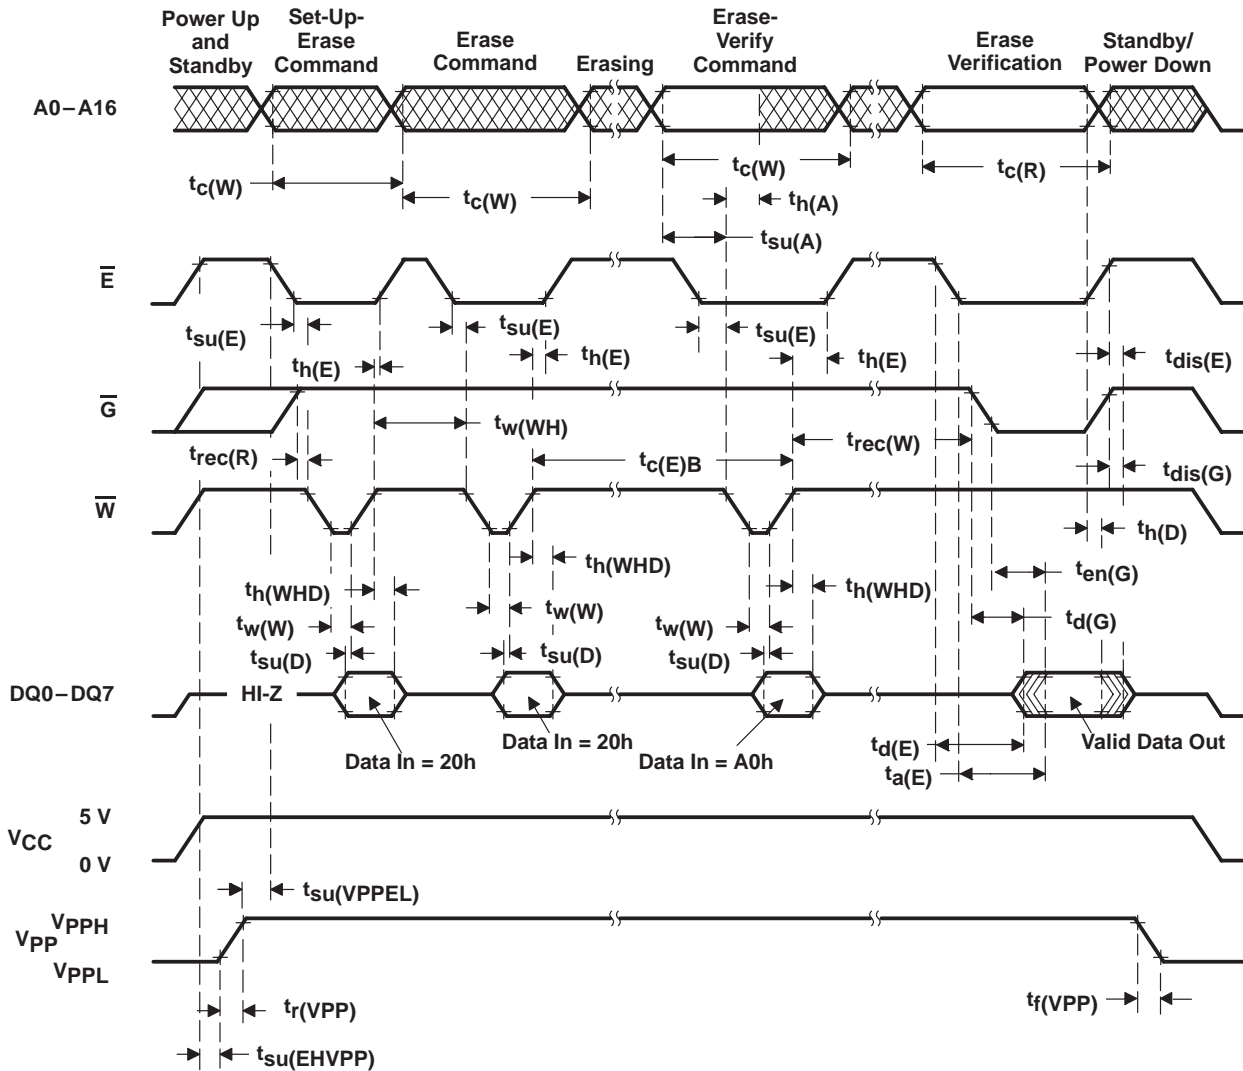 Power Up
and
Standby
Set-Up-
Erase
Command
Erase
Command
Erasing
Erase-
Verify
Command
Erase
Verification
Standby/
Power Down
A0–A16
tc(W)
tc(W)
tc(W)
tc(R)
th(A)
tsu(A)
E
tsu(E)
tsu(E)
tsu(E)
th(E)
th(E)
th(E)
tdis(E)
G
tw(WH)
trec(R)
trec(W)
tc(E)B
tdis(G)
W
th(D)
th(WHD)
th(WHD)
th(WHD)
ten(G)
tw(W)
tw(W)
tw(W)
td(G)
tsu(D)
tsu(D)
tsu(D)
DQ0–DQ7
HI-Z
Data In = 20h
Data In = 20h
Data In = A0h
Valid Data Out
td(E)
ta(E)
5 V
VCC
0 V
tsu(VPPEL)
VPPH
VPP
VPPL
tr(VPP)
tf(VPP)
tsu(EHVPP)